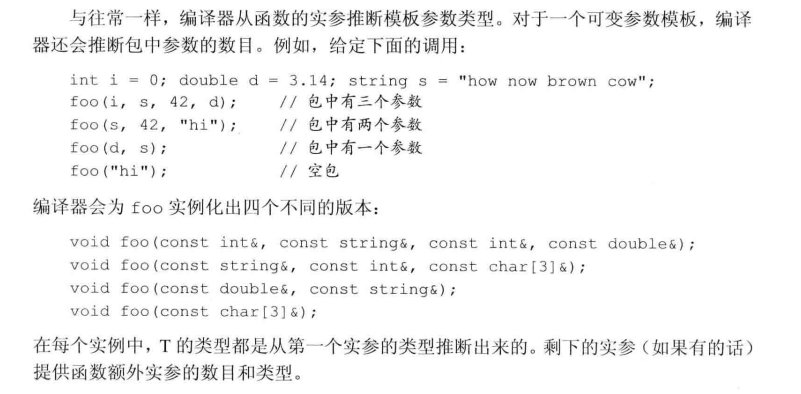 与往常一样，编译器从函数的实参推断模板参数类型。对于一个可变参数模板，编译
器还会推断包中参数的数目。例如，给定下面的调用：
int i = 0; double d = 3.14; string s = "how now brown cow";
foo(i, s, 42, d);    // 包中有三个参数
foo(s, 42, "hi");    // 包中有两个参数
foo(d, s);           // 包中有一个参数
foo("hi");           // 空包
编译器会为 foo 实例化出四个不同的版本：
void foo(const int&, const string&, const int&, const double&);
void foo(const string&, const int&, const char[3]&);
void foo(const double&, const string&);
void foo(const char[3]&);
在每个实例中，T 的类型都是从第一个实参的类型推断出来的。剩下的实参（如果有的话）
提供函数额外实参的数目和类型。